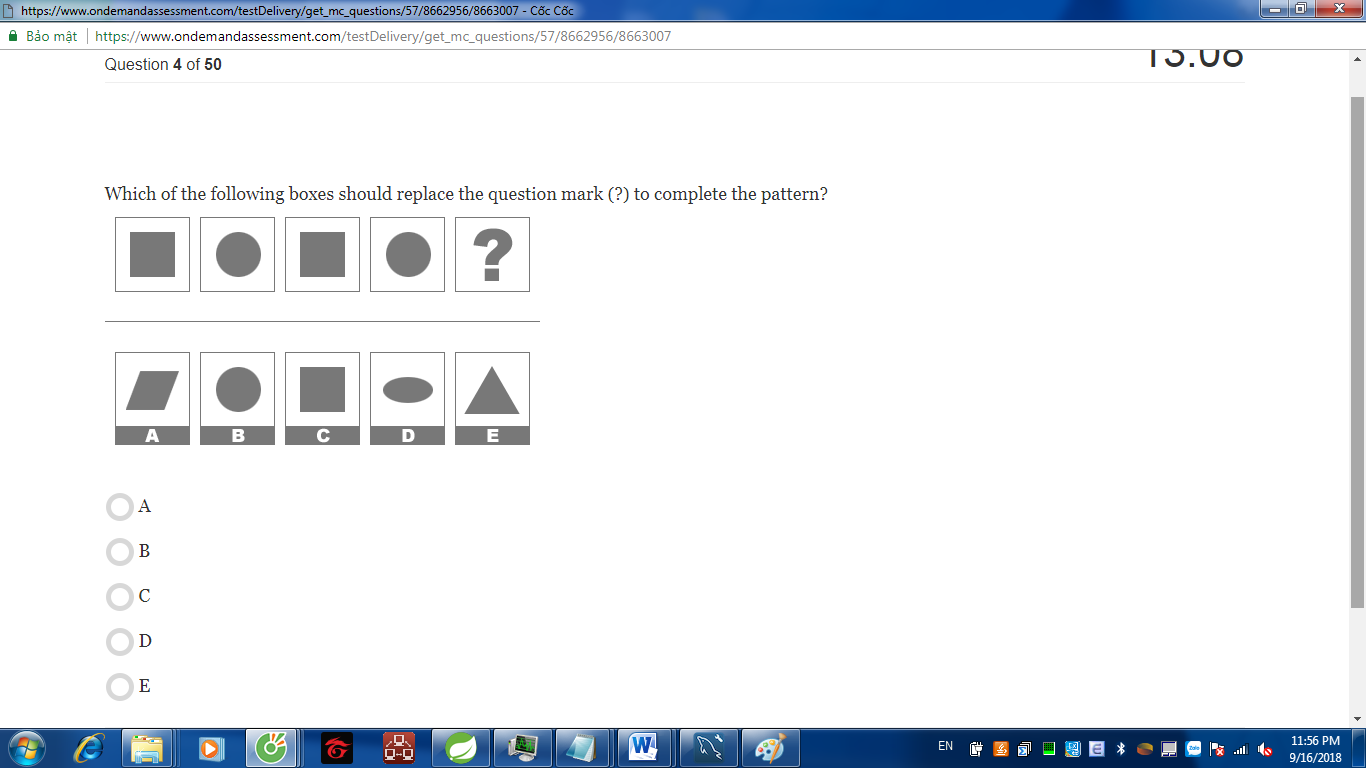 https://www.ondemandassessment.com/testDelivery/get_mc_questions/57/8662956/8663007 - Cốc Cốc
Bảo mật https://www.ondemandassessment.com/testDelivery/get_mc_questions/57/8662956/8663007
Question 4 of 50
13:08
Which of the following boxes should replace the question mark (?) to complete the pattern?
?
A B C D E
A
B
C
D
E
EN
11:56 PM
9/16/2018